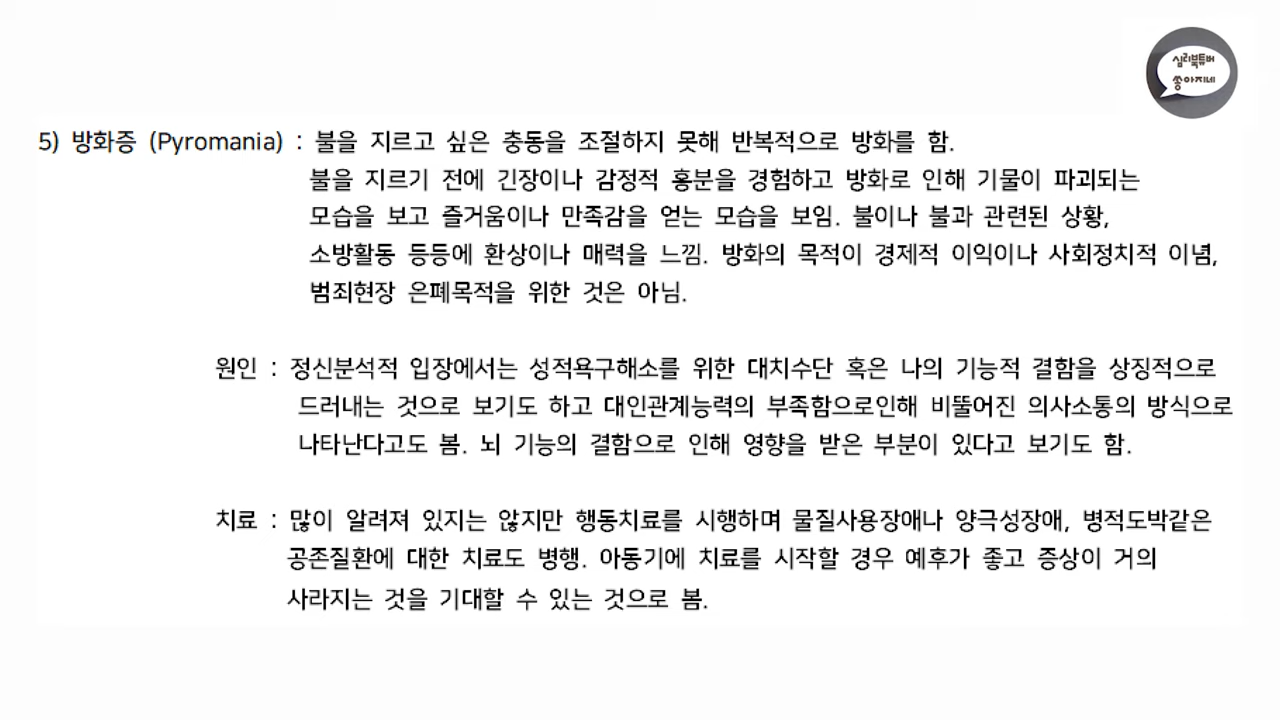 심리북튜버
쏭아지네
5) 방화증 (Pyromania) : 불을 지르고 싶은 충동을 조절하지 못해 반복적으로 방화를 함.
불을 지르기 전에 긴장이나 감정적 흥분을 경험하고 방화로 인해 기물이 파괴되는
모습을 보고 즐거움이나 만족감을 얻는 모습을 보임. 불이나 불과 관련된 상황,
소방활동 등등에 환상이나 매력을 느낌. 방화의 목적이 경제적 이익이나 사회정치적 이념,
범죄현장 은폐목적을 위한 것은 아님.
원인 : 정신분석적 입장에서는 성적욕구해소를 위한 대치수단 혹은 나의 기능적 결함을 상징적으로
드러내는 것으로 보기도 하고 대인관계능력의 부족함으로인해 비뚤어진 의사소통의 방식으로
나타난다고도 봄. 뇌 기능의 결함으로 인해 영향을 받은 부분이 있다고 보기도 함.
치료 : 많이 알려져 있지는 않지만 행동치료를 시행하며 물질사용장애나 양극성장애, 병적도박같은
공존질환에 대한 치료도 병행. 아동기에 치료를 시작할 경우 예후가 좋고 증상이 거의
사라지는 것을 기대할 수 있는 것으로 봄.